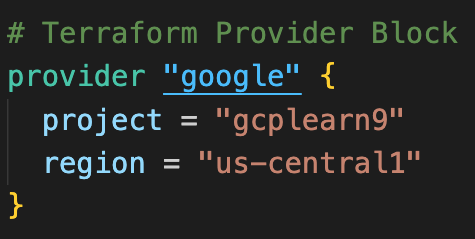 # Terraform Provider Block
provider "google" {
  project = "gcplearn9"
  region = "us-central1"
}